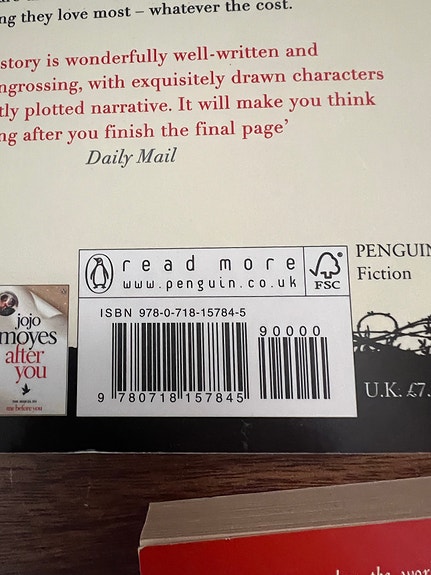 ng they love most – whatever the cost.
story is wonderfully well-written and
ngrossing, with exquisitely drawn characters
tly plotted narrative. It will make you think
ng after you finish the final page’
Daily Mail
read more
www.penguin.co.uk
FSC
PENGUIN
Fiction
ISBN 978-0-718-15784-5
90000
9 780718 157845
jojo
moyes
after
you
me before you
U.K. £7.
the wor